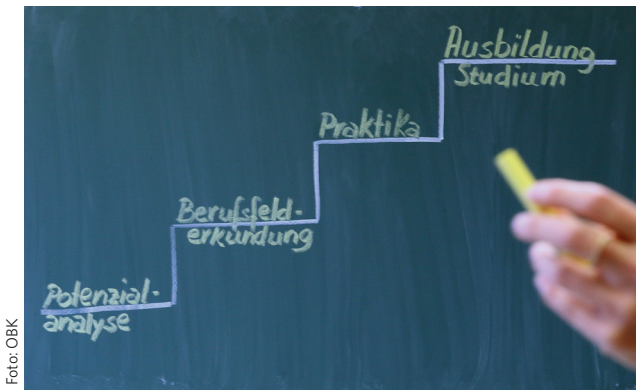 Ausbildung
Studium
Praktika
Berufsfeld-
erkundung
Potenzial-
analyse
Foto: OBK